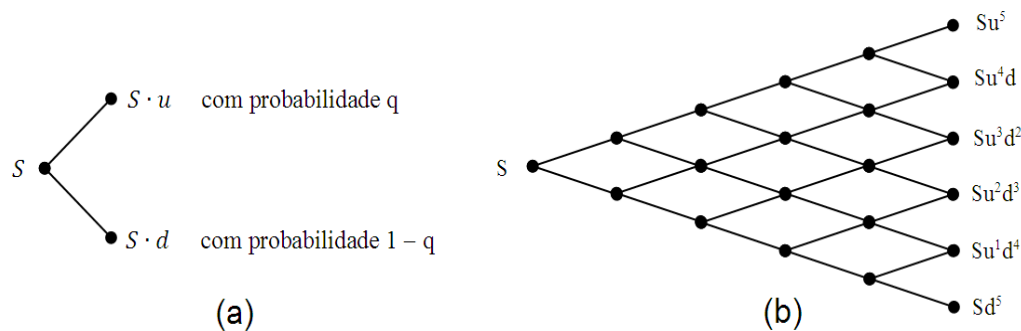 S · u com probabilidade q
S
S · d com probabilidade 1 – q
(a)
Su⁵
Su⁴d
Su³d²
S
Su²d³
Su¹d⁴
Sd⁵
(b)